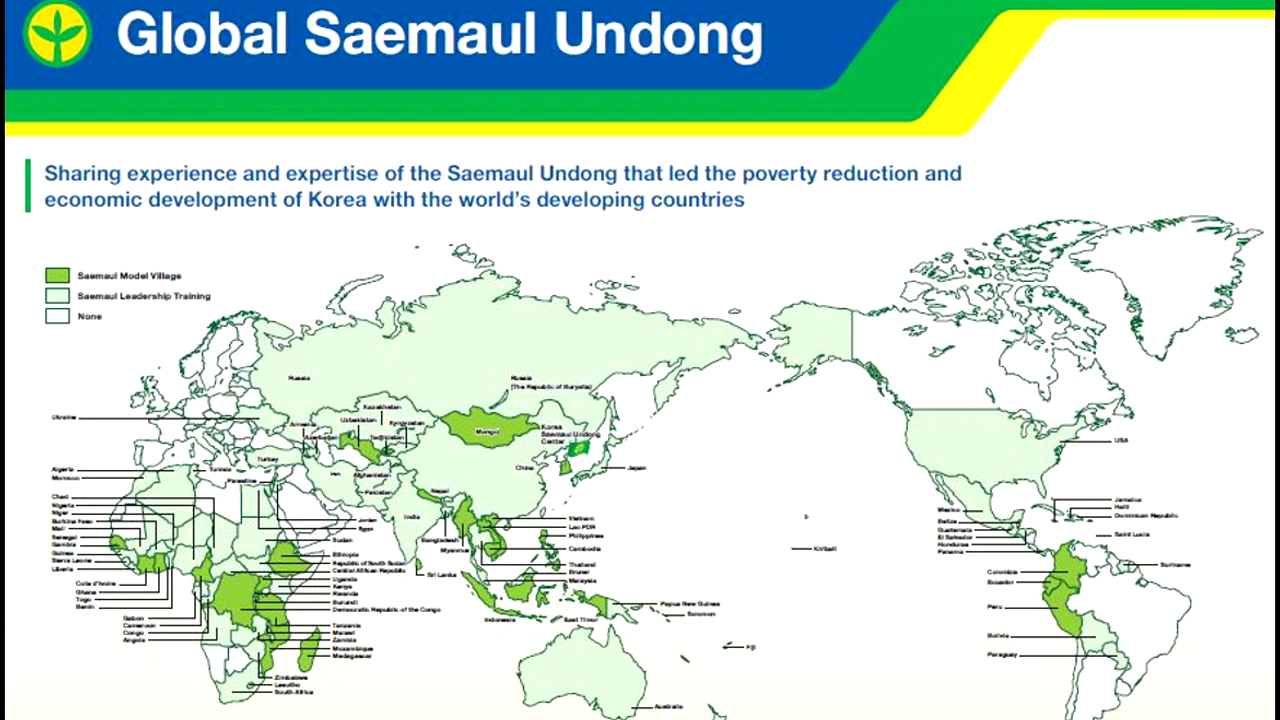 Global Saemaul Undong
Sharing experience and expertise of the Saemaul Undong that led the poverty reduction and
economic development of Korea with the world's developing countries
Saemaul Model Village
Saemaul Leadership Training
None
Russia
Russia
(The Republic of Buryatia)
Ukraine
Kazakhstan
Uzbekistan
Kyrgyzstan
Armenia
Azerbaijan
Tadjikistan
Mongol
Korea
Saemaul Undong
Center
Turkey
China
Japan
USA
Algeria
Morocco
Tunisia
Palestine
Iran
Afghanistan
Pakistan
Nepal
India
Chad
Nigeria
Niger
Burkina Faso
Mali
Senegal
Gambia
Guinea
Sierra Leone
Liberia
Cote d'Ivoire
Ghana
Togo
Benin
Gabon
Cameroon
Congo
Angola
Jordan
Egypt
Sudan
Ethiopia
Republic of South Sudan
Central African Republic
Uganda
Kenya
Rwanda
Burundi
Democratic Republic of the Congo
Tanzania
Malawi
Zambia
Mozambique
Madagascar
Zimbabwe
Lesotho
South Africa
Bangladesh
Myanmar
Sri Lanka
Vietnam
Lao PDR
Philippines
Cambodia
Thailand
Brunei
Malaysia
Indonesia
East Timor
Papua New Guinea
Solomon
Kiribati
Fiji
Australia
Mexico
Belize
Guatemala
El Salvador
Honduras
Panama
Jamaica
Haiti
Dominican Republic
Saint Lucia
Suriname
Colombia
Ecuador
Peru
Bolivia
Paraguay